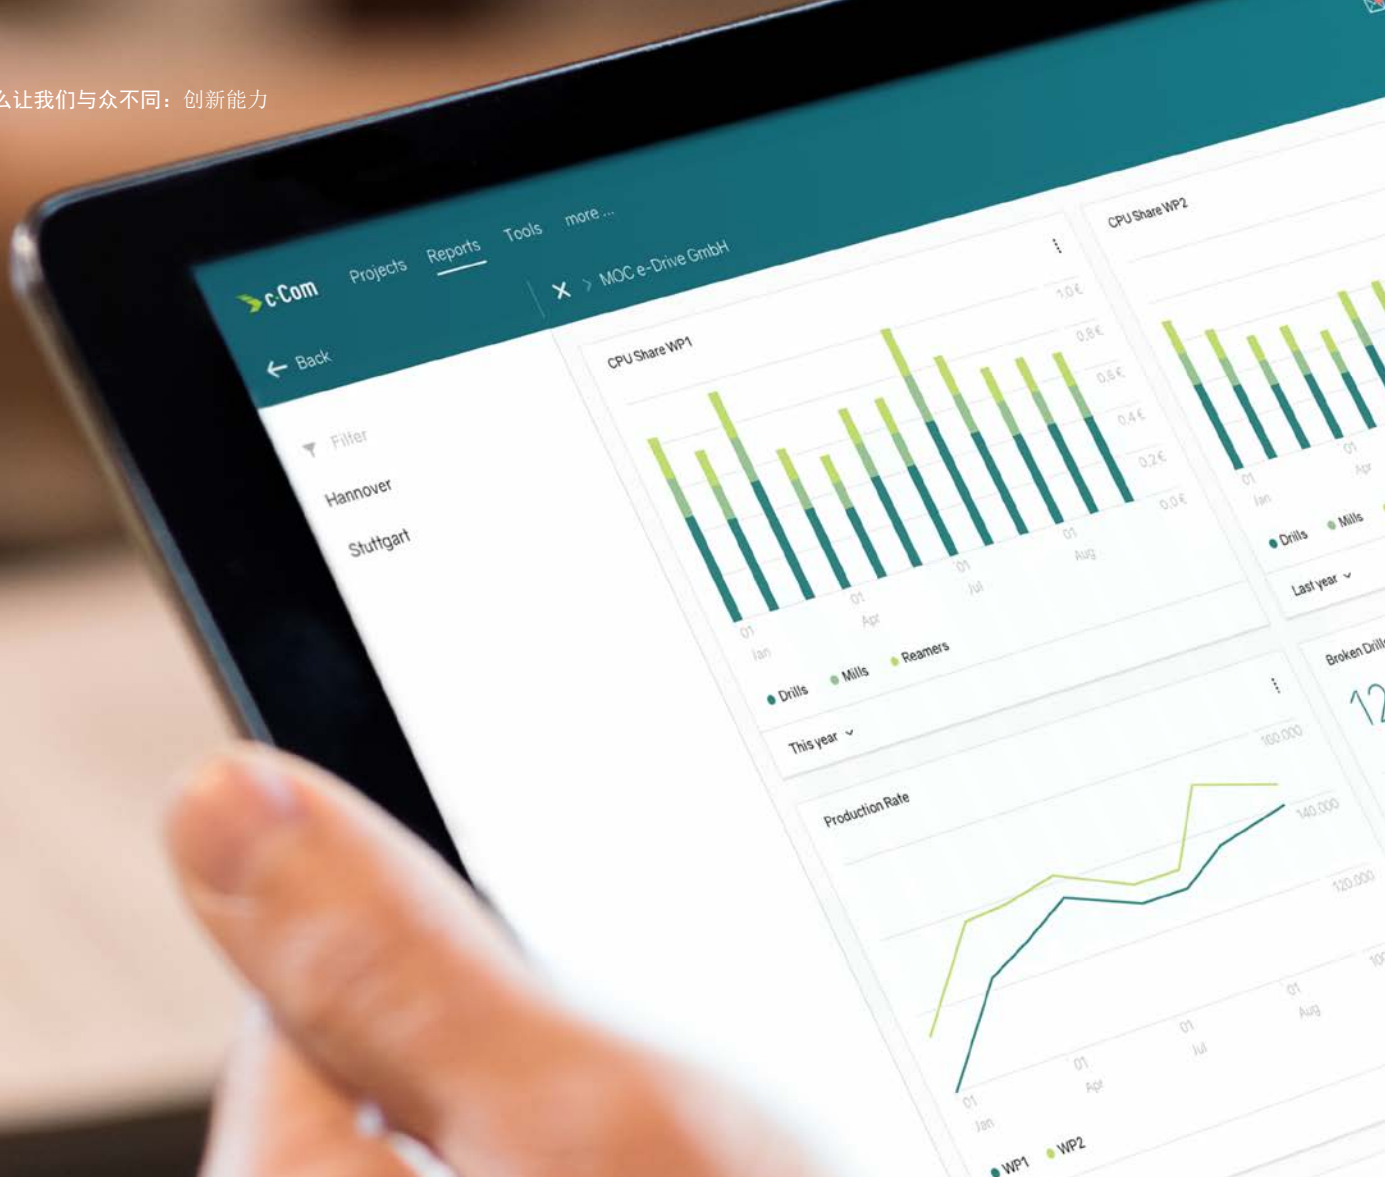 么让我们与众不同：创新能力
c-Com
Projects
Reports
Tools
more ...
← Back
X > MOC e-Drive GmbH
Filter
Hannover
Stuttgart
CPU Share WP1
1,0 €
0,8 €
0,6 €
0,4 €
0,2 €
0,0 €
01 Jan
01 Apr
01 Jul
01 Aug
Drills
Mills
Reamers
This year
CPU Share WP2
01 Jan
01 Apr
Drills
Mills
Last year
Production Rate
160.000
140.000
120.000
01 Jan
01 Apr
01 Jul
01 Aug
WP1
WP2
Broken Drills
12